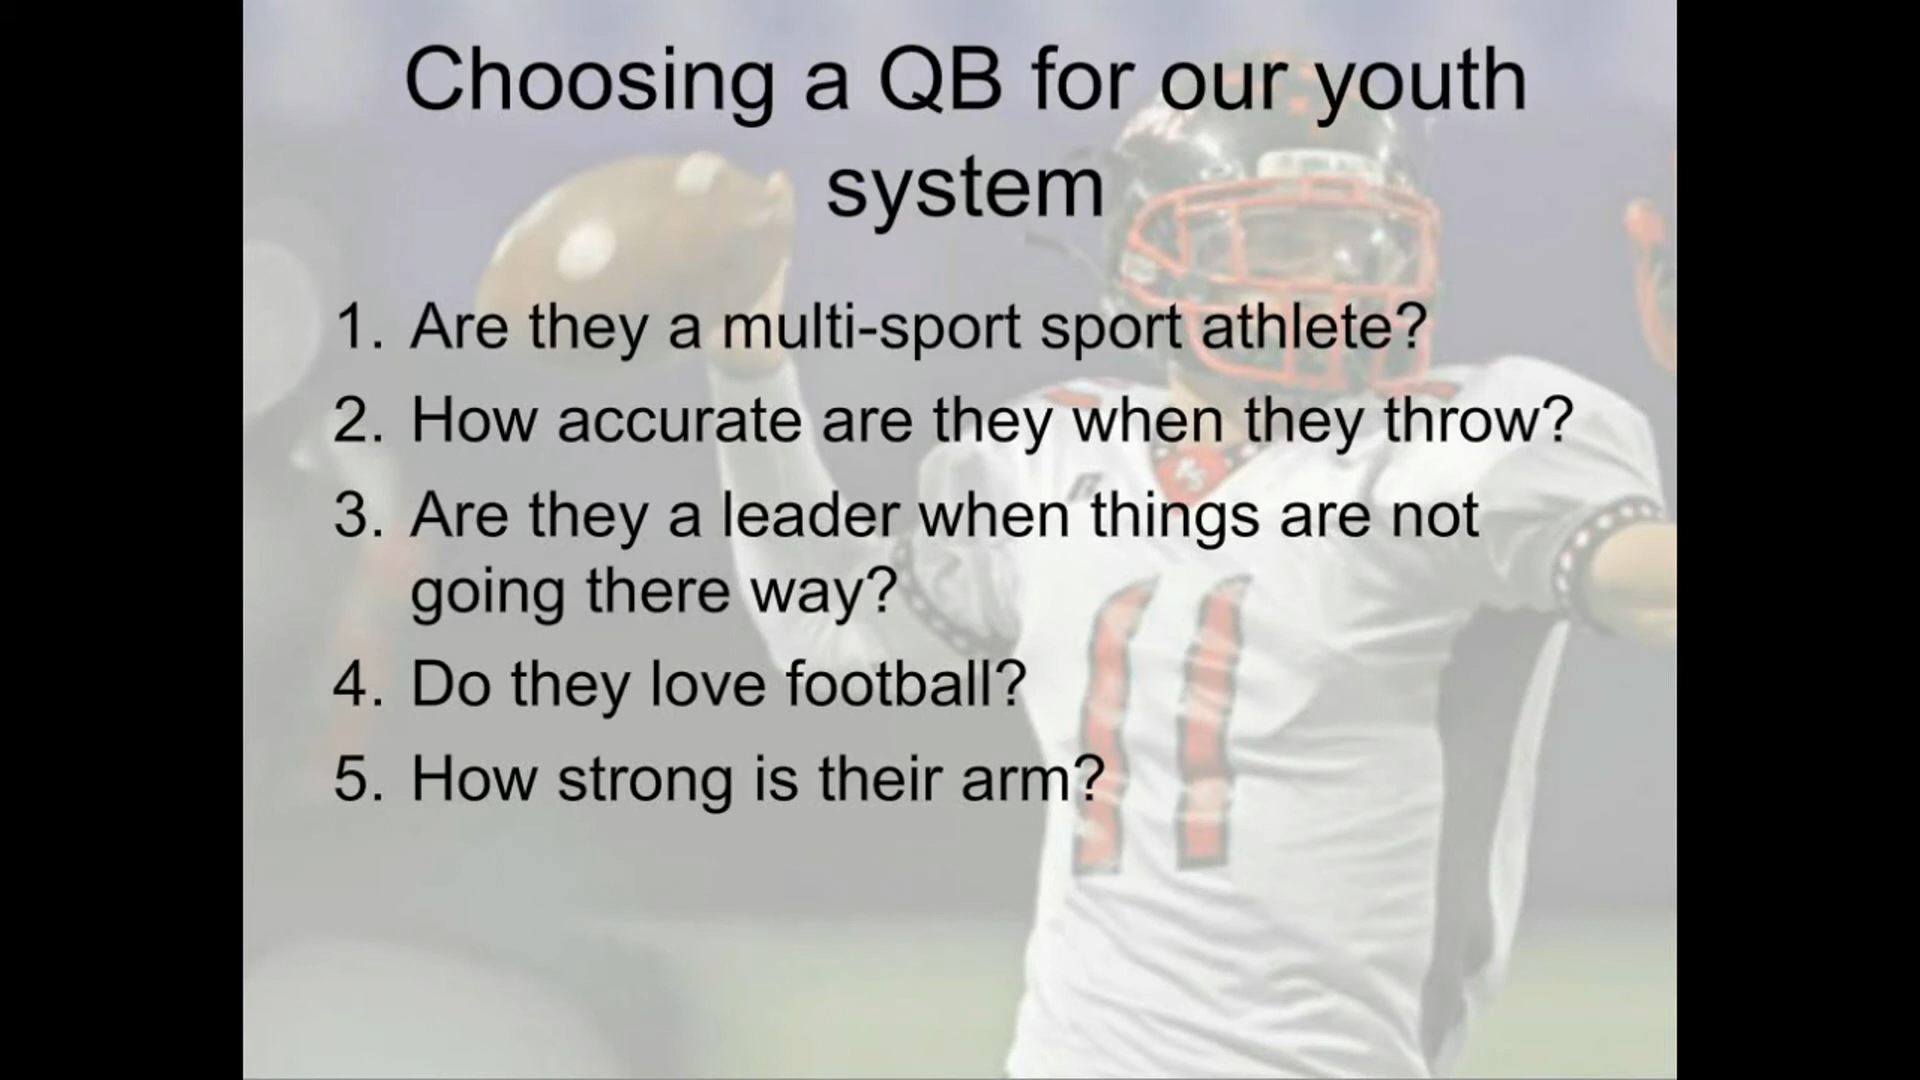 Choosing a QB for our youth
system
1. Are they a multi-sport sport athlete?
2. How accurate are they when they throw?
3. Are they a leader when things are not
going there way?
4. Do they love football?
5. How strong is their arm?
11